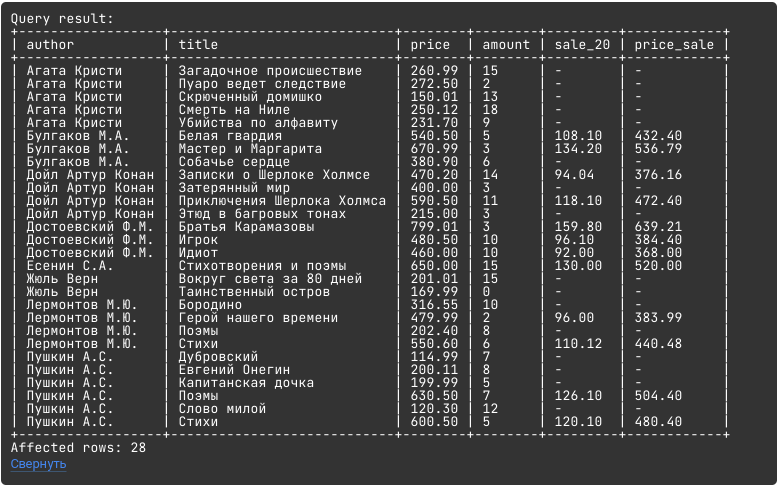 Query result:
+------------------+----------------------------+--------+--------+---------+------------+
| author | title | price | amount | sale_20 | price_sale |
+------------------+----------------------------+--------+--------+---------+------------+
| Агата Кристи | Загадочное происшествие | 260.99 | 15 | - | - |
| Агата Кристи | Пуаро ведет следствие | 272.50 | 2 | - | - |
| Агата Кристи | Скрюченный домишко | 150.01 | 13 | - | - |
| Агата Кристи | Смерть на Ниле | 250.12 | 18 | - | - |
| Агата Кристи | Убийства по алфавиту | 231.70 | 9 | - | - |
| Булгаков М.А. | Белая гвардия | 540.50 | 5 | 108.10 | 432.40 |
| Булгаков М.А. | Мастер и Маргарита | 670.99 | 3 | 134.20 | 536.79 |
| Булгаков М.А. | Собачье сердце | 380.90 | 6 | - | - |
| Дойл Артур Конан | Записки о Шерлоке Холмсе | 470.20 | 14 | 94.04 | 376.16 |
| Дойл Артур Конан | Затерянный мир | 400.00 | 3 | - | - |
| Дойл Артур Конан | Приключения Шерлока Холмса | 590.50 | 11 | 118.10 | 472.40 |
| Дойл Артур Конан | Этюд в багровых тонах | 215.00 | 3 | - | - |
| Достоевский Ф.М. | Братья Карамазовы | 799.01 | 3 | 159.80 | 639.21 |
| Достоевский Ф.М. | Игрок | 480.50 | 10 | 96.10 | 384.40 |
| Достоевский Ф.М. | Идиот | 460.00 | 10 | 92.00 | 368.00 |
| Есенин С.А. | Стихотворения и поэмы | 650.00 | 15 | 130.00 | 520.00 |
| Жюль Верн | Вокруг света за 80 дней | 201.01 | 15 | - | - |
| Жюль Верн | Таинственный остров | 169.99 | 0 | - | - |
| Лермонтов М.Ю. | Бородино | 316.55 | 10 | - | - |
| Лермонтов М.Ю. | Герой нашего времени | 479.99 | 2 | 96.00 | 383.99 |
| Лермонтов М.Ю. | Поэмы | 202.40 | 8 | - | - |
| Лермонтов М.Ю. | Стихи | 550.60 | 6 | 110.12 | 440.48 |
| Пушкин А.С. | Дубровский | 114.99 | 7 | - | - |
| Пушкин А.С. | Евгений Онегин | 200.11 | 8 | - | - |
| Пушкин А.С. | Капитанская дочка | 199.99 | 5 | - | - |
| Пушкин А.С. | Поэмы | 630.50 | 7 | 126.10 | 504.40 |
| Пушкин А.С. | Слово милой | 120.30 | 12 | - | - |
| Пушкин А.С. | Стихи | 600.50 | 5 | 120.10 | 480.40 |
+------------------+----------------------------+--------+--------+---------+------------+
Affected rows: 28
Свернуть